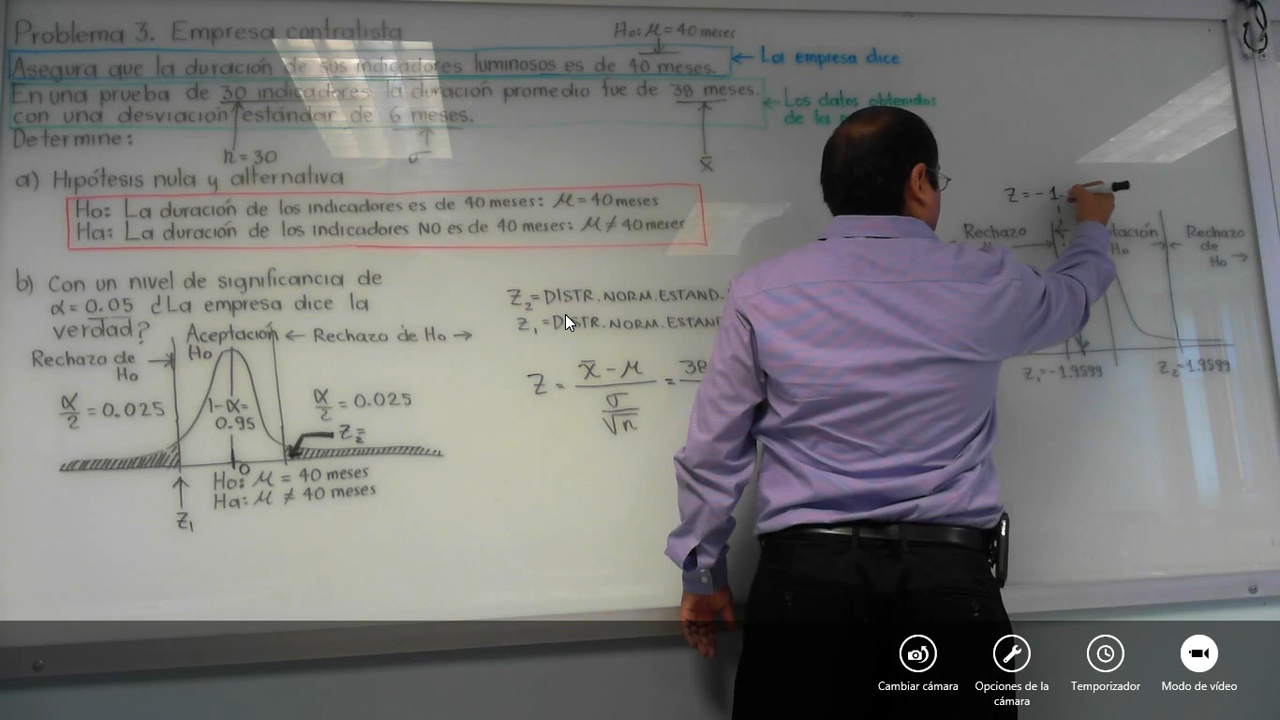 Problema 3. Empresa contralista
Ho: μ = 40 meses
Asegura que la duración de sus indicadores luminosos es de 40 meses.
← La empresa dice
En una prueba de 30 indicadores la duración promedio fue de 38 meses.
con una desviación estándar de 6 meses.
← Los datos obtenidos
de la
Determine:
n = 30
σ
x̄
a) Hipótesis nula y alternativa
Ho: La duración de los indicadores es de 40 meses: μ = 40 meses
Ha: La duración de los indicadores NO es de 40 meses: μ ≠ 40 meses
b) Con un nivel de significancia de
α = 0.05 ¿La empresa dice la
verdad?
Aceptación
Ho
← Rechazo de Ho →
Rechazo de
Ho
α/2 = 0.025
1-α=
0.95
α/2 = 0.025
Z₂
0
Ho: μ = 40 meses
Ha: μ ≠ 40 meses
Z₁
Z₂ = DISTR.NORM.ESTAND.
Z₁ = DISTR.NORM.ESTAND
Z = (x̄ - μ) / (σ/√n) = 38
Z = -1.
Rechazo
Ho
Rechazo
de
Ho →
Z₁ = -1.9599
Z₂ = 1.9599
Cambiar cámara
Opciones de la cámara
Temporizador
Modo de vídeo